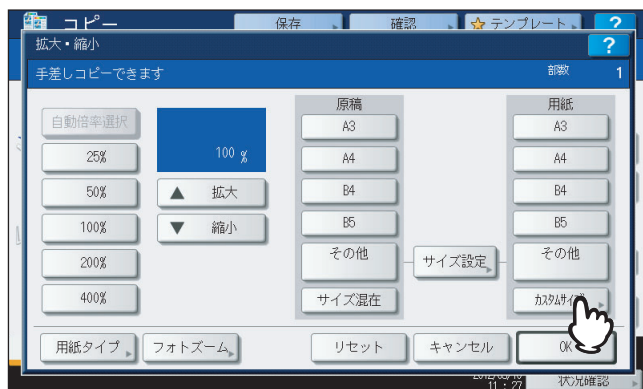 コピー 保存 確認 テンプレート ?
拡大・縮小 ?
手差しコピーできます 部数 1
原稿 用紙
自動倍率選択 A3 A3
25% 100 % A4 A4
50% ▲ 拡大 B4 B4
100% ▼ 縮小 B5 B5
200% その他 サイズ設定 その他
400% サイズ混在 カスタムサイズ
用紙タイプ フォトズーム リセット キャンセル OK
11:27 状況確認